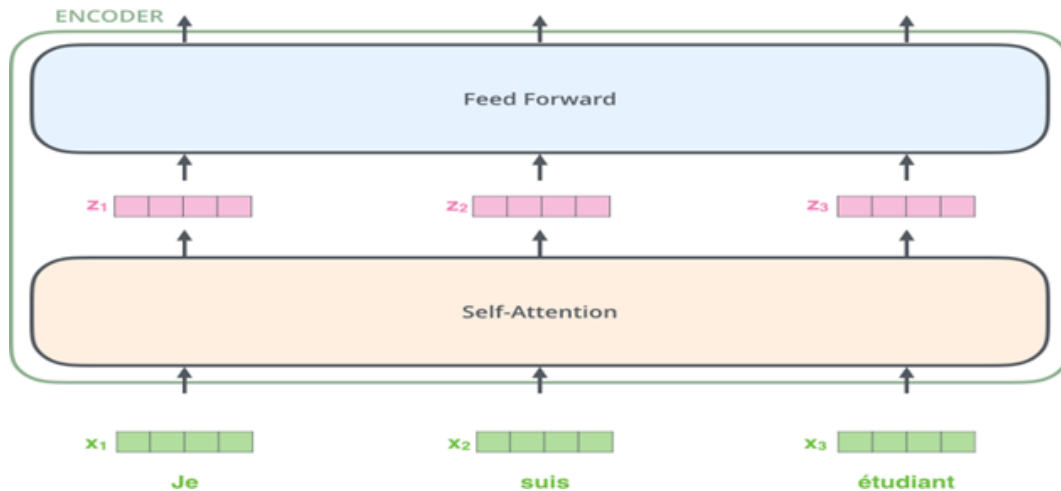 ENCODER
Feed Forward
z₁ z₂ z₃
Self-Attention
x₁ x₂ x₃
Je suis étudiant